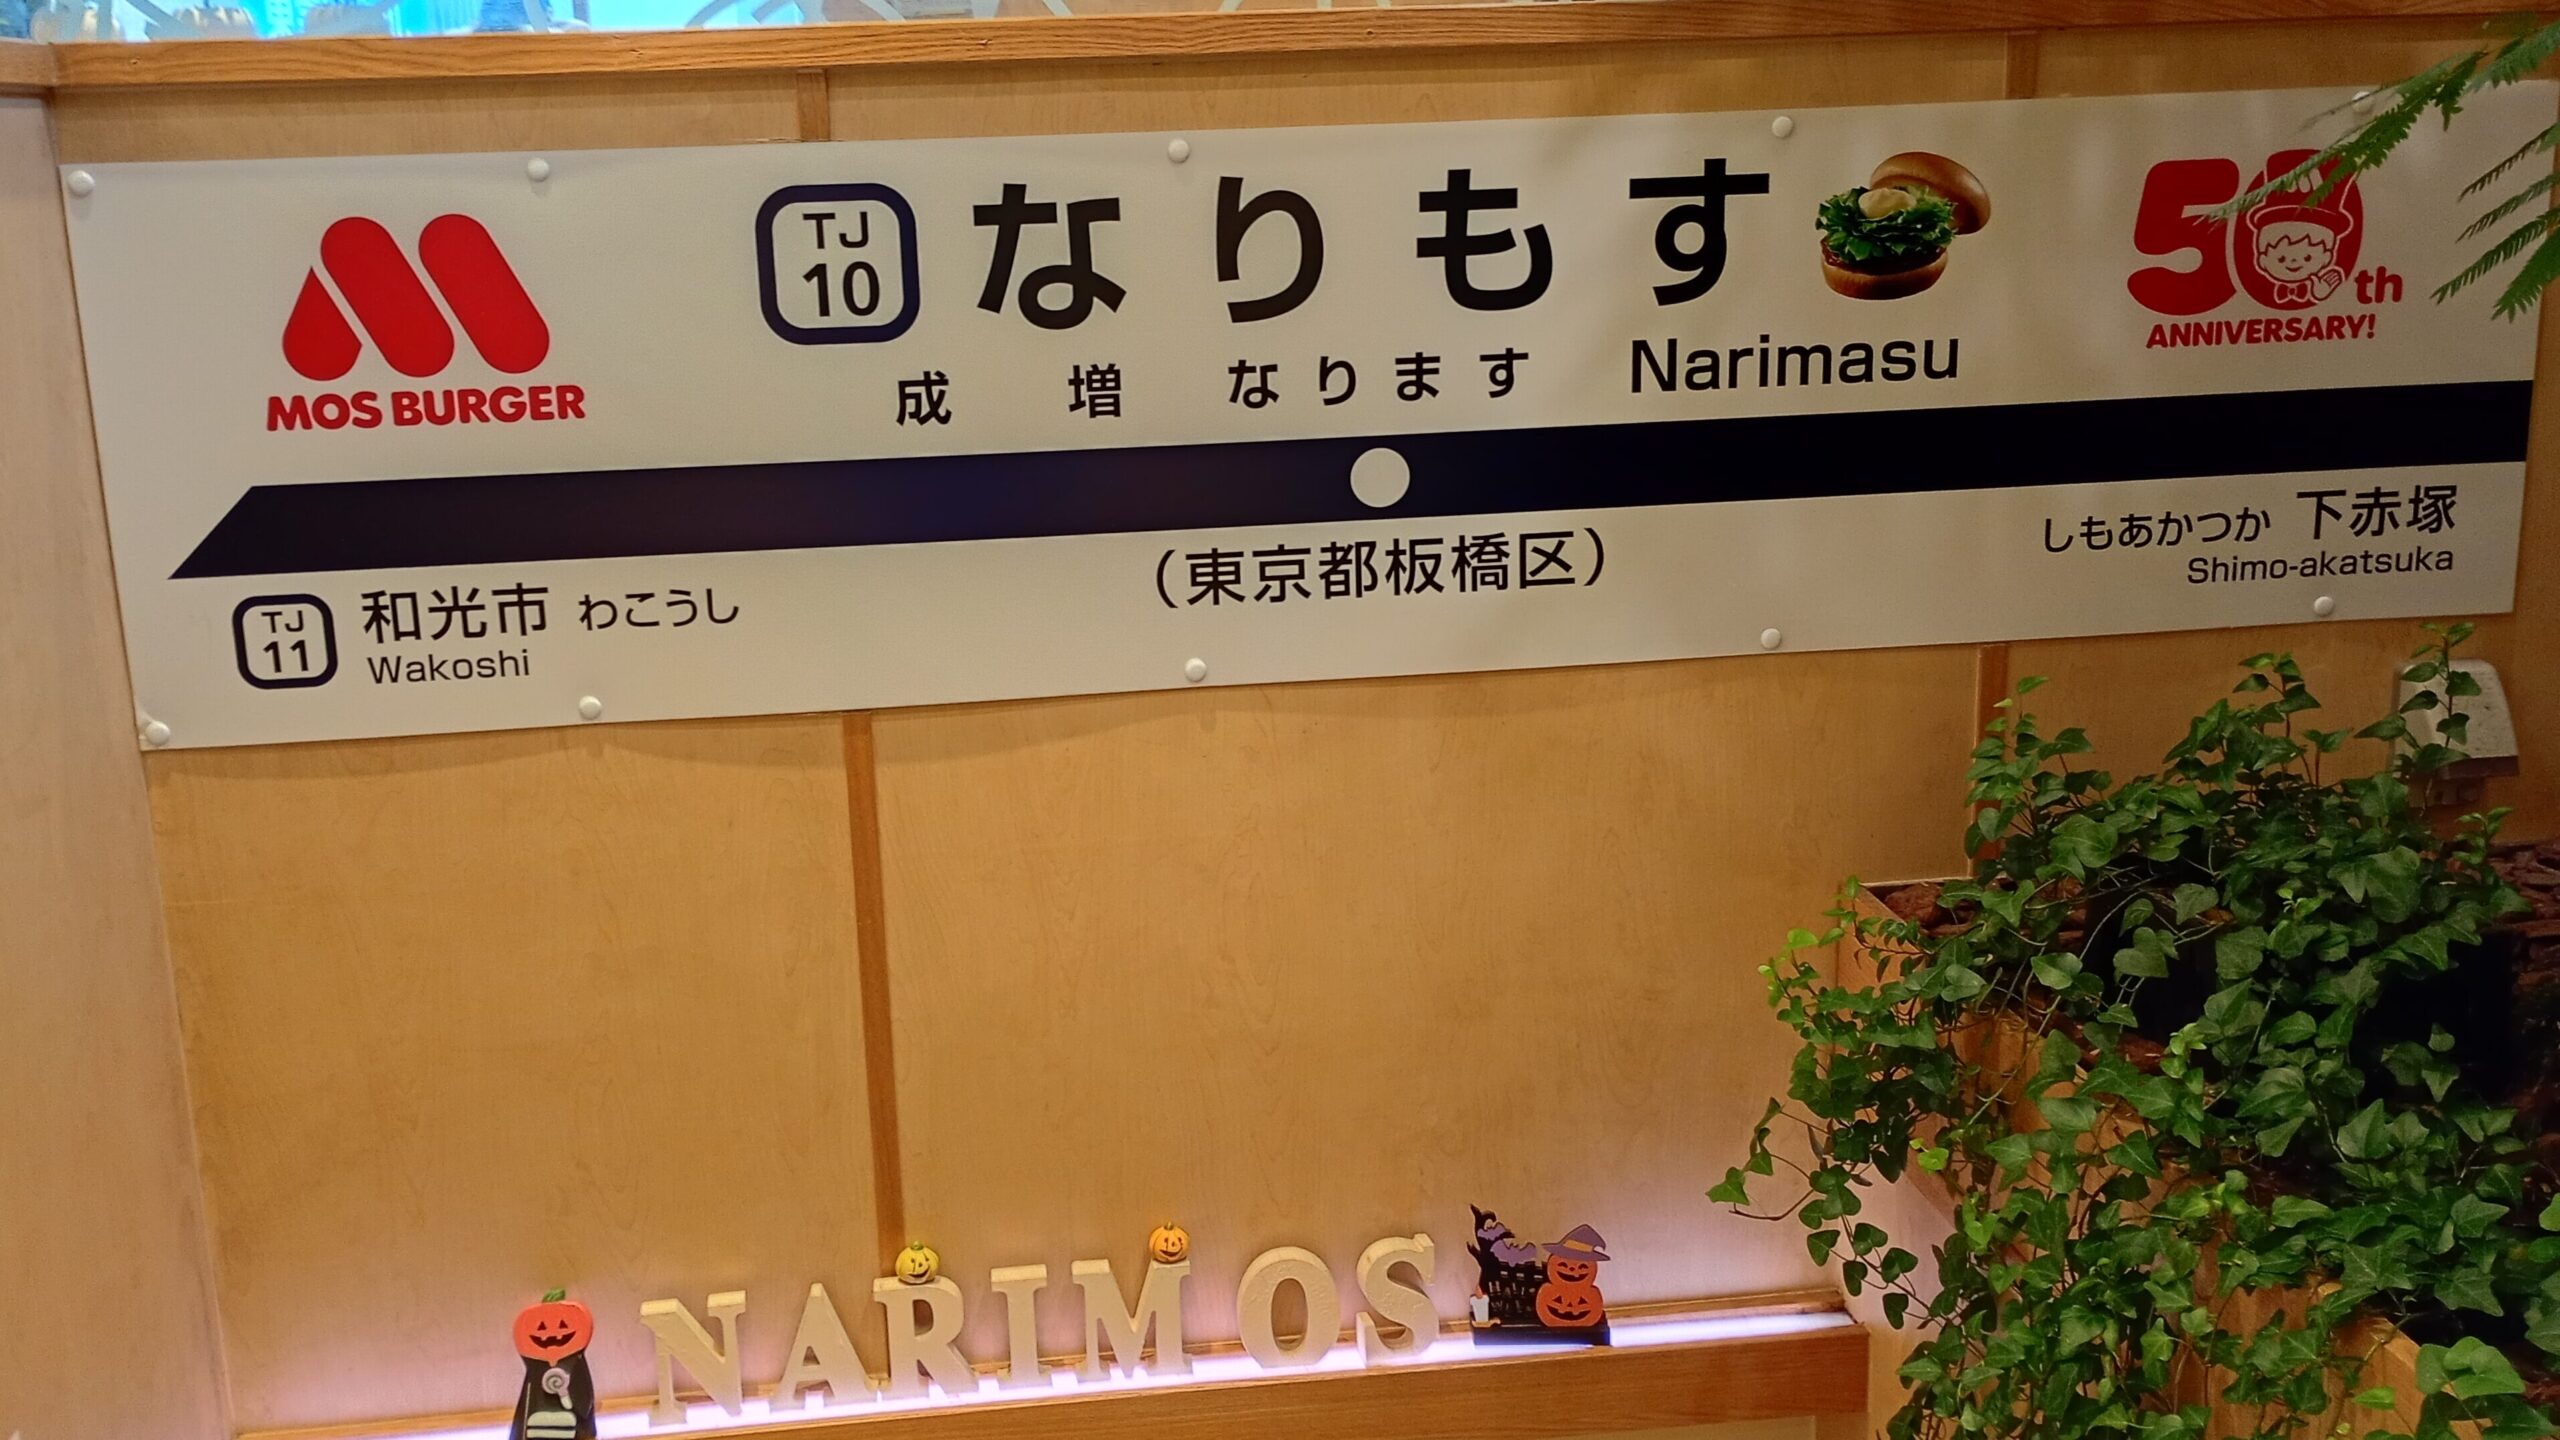 MOS BURGER
TJ
10
なりもす
成 増 なります Narimasu
50th
ANNIVERSARY!
TJ
11
和光市 わこうし
Wakoshi
(東京都板橋区)
しもあかつか 下赤塚
Shimo-akatsuka
NARIMOS